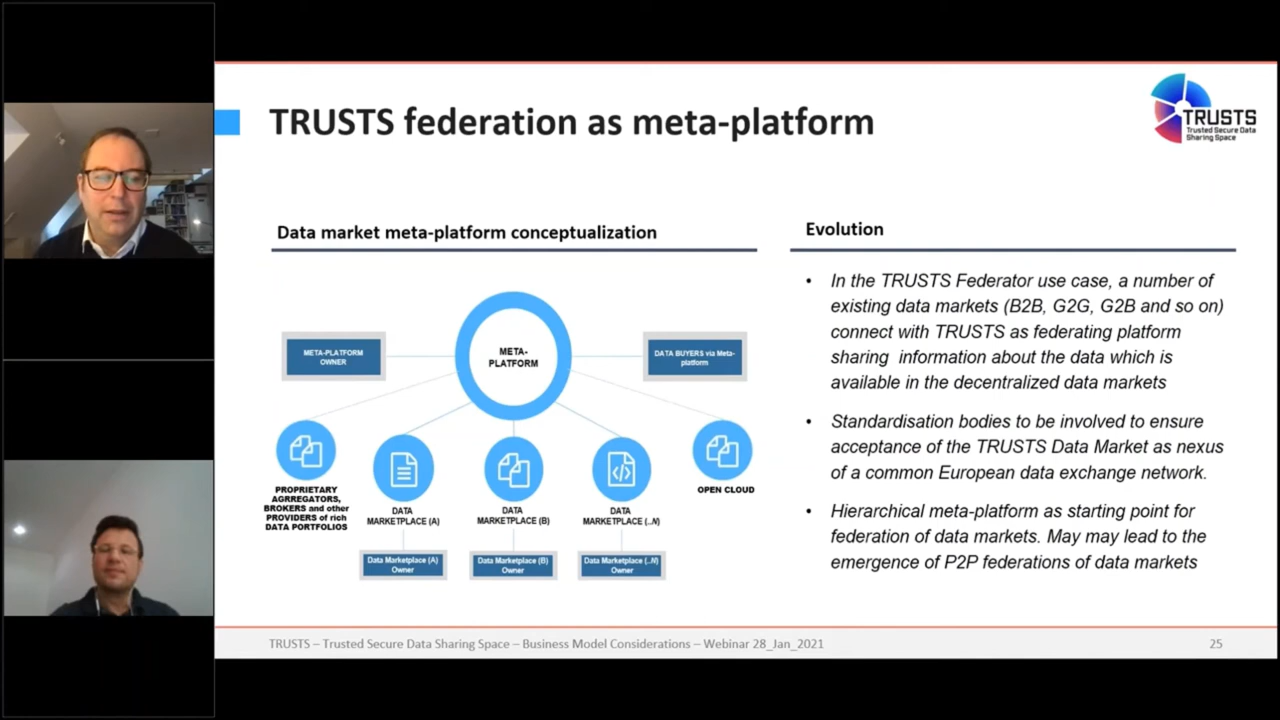 TRUSTS federation as meta-platform
TRUSTS
Trusted Secure Data
Sharing Space
Data market meta-platform conceptualization
META-PLATFORM
OWNER
META-
PLATFORM
DATA BUYERS via Meta-
platform
PROPRIETARY
AGRREGATORS,
BROKERS and other
PROVIDERS of rich
DATA PORTFOLIOS
DATA
MARKETPLACE (A)
DATA
MARKETPLACE (B)
DATA
MARKETPLACE (..N)
OPEN CLOUD
Data Marketplace (A)
Owner
Data Marketplace (B)
Owner
Data Marketplace (..N)
Owner
Evolution
• In the TRUSTS Federator use case, a number of
existing data markets (B2B, G2G, G2B and so on)
connect with TRUSTS as federating platform
sharing information about the data which is
available in the decentralized data markets
• Standardisation bodies to be involved to ensure
acceptance of the TRUSTS Data Market as nexus
of a common European data exchange network.
• Hierarchical meta-platform as starting point for
federation of data markets. May may lead to the
emergence of P2P federations of data markets
TRUSTS – Trusted Secure Data Sharing Space – Business Model Considerations – Webinar 28_Jan_2021
25